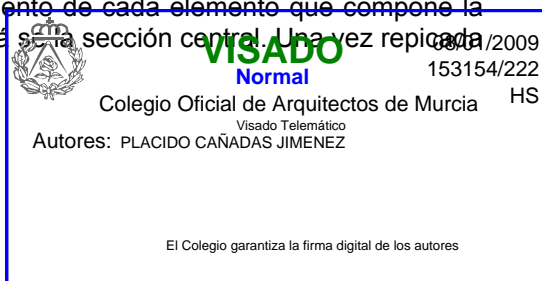 ento de cada elemento que compone la
sección central. Una vez repicada
VISADO
/2009
Normal
153154/222
HS
Colegio Oficial de Arquitectos de Murcia
Visado Telemático
Autores: PLACIDO CAÑADAS JIMENEZ
El Colegio garantiza la firma digital de los autores